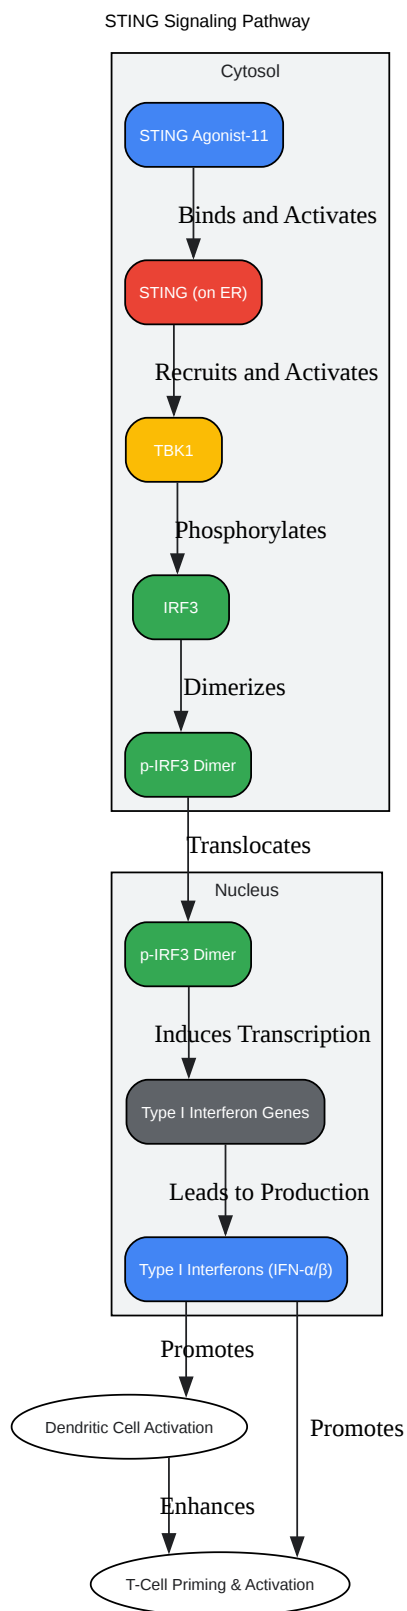 STING Signaling Pathway
Cytosol
STING Agonist-11
Binds and Activates
STING (on ER)
Recruits and Activates
TBK1
Phosphorylates
IRF3
Dimerizes
p-IRF3 Dimer
Translocates
Nucleus
p-IRF3 Dimer
Induces Transcription
Type I Interferon Genes
Leads to Production
Type I Interferons (IFN-α/β)
Promotes
Dendritic Cell Activation
Promotes
Enhances
T-Cell Priming & Activation